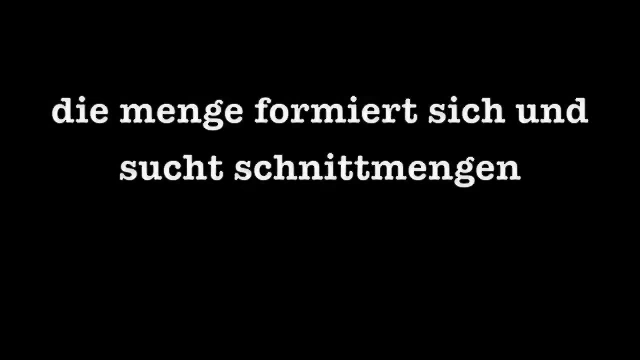 die menge formiert sich und
sucht schnittmengen